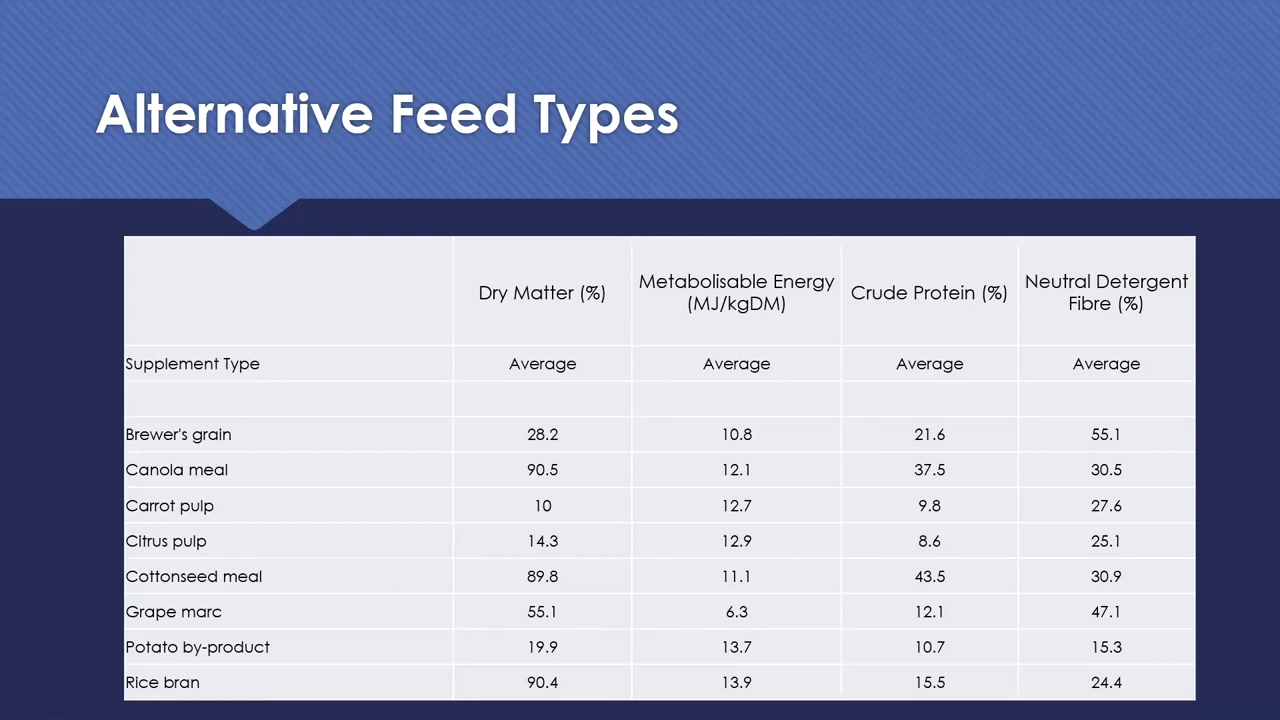 Alternative Feed Types
Dry Matter (%) Metabolisable Energy (MJ/kgDM) Crude Protein (%) Neutral Detergent Fibre (%)
Supplement Type Average Average Average Average
Brewer's grain 28.2 10.8 21.6 55.1
Canola meal 90.5 12.1 37.5 30.5
Carrot pulp 10 12.7 9.8 27.6
Citrus pulp 14.3 12.9 8.6 25.1
Cottonseed meal 89.8 11.1 43.5 30.9
Grape marc 55.1 6.3 12.1 47.1
Potato by-product 19.9 13.7 10.7 15.3
Rice bran 90.4 13.9 15.5 24.4